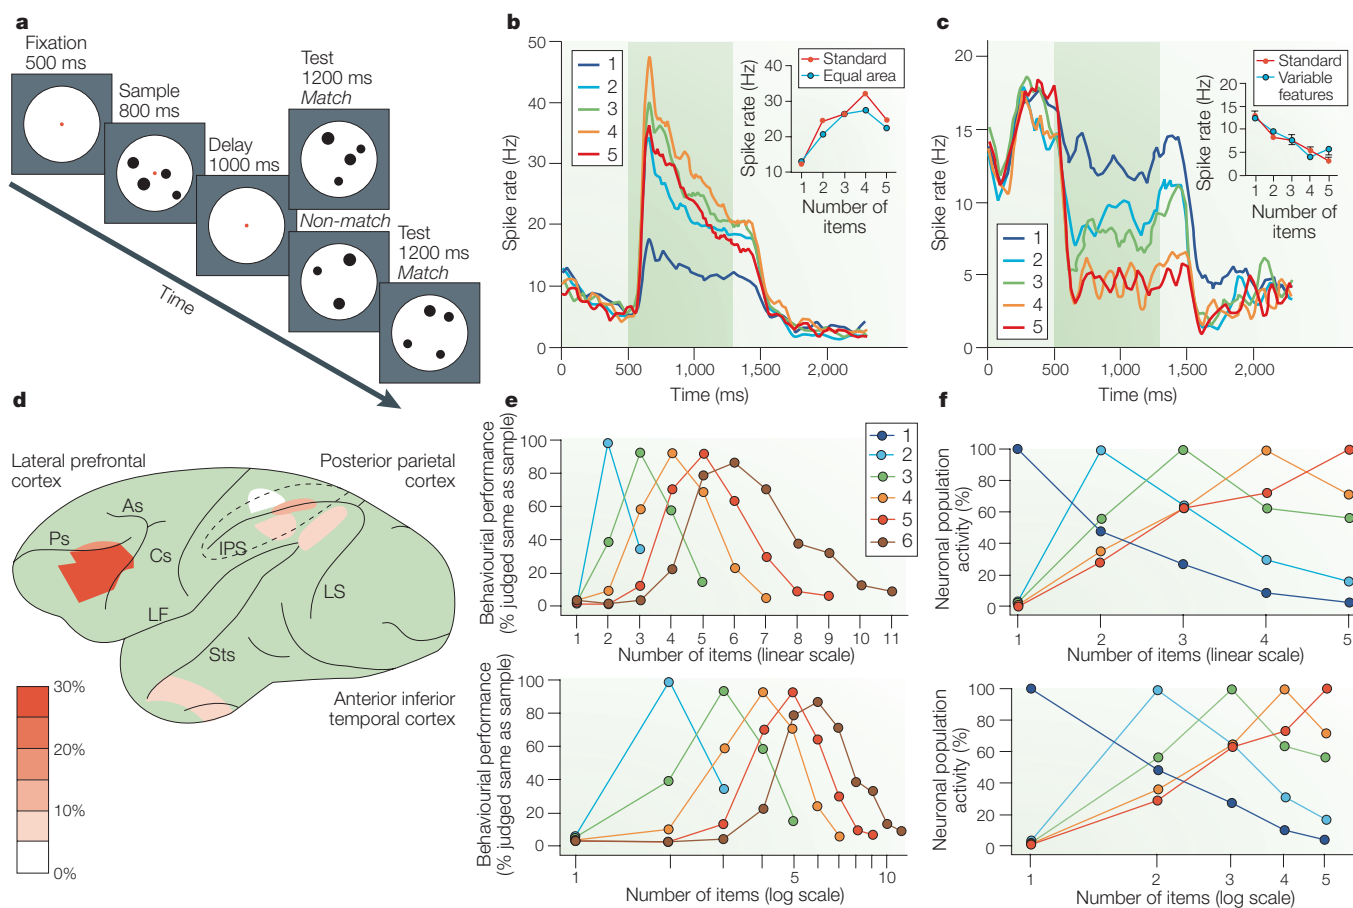 a
Fixation
500 ms
Sample
800 ms
Delay
1000 ms
Test
1200 ms
Match
Non-match
Test
1200 ms
Match
Time
b
50
40
30
20
10
0
Spike rate (Hz)
0
500
1,000
1,500
2,000
Time (ms)
1
2
3
4
5
Standard
Equal area
40
30
20
10
Spike rate (Hz)
1
2
3
4
5
Number of
items
c
20
15
10
5
0
Spike rate (Hz)
0
500
1,000
1,500
2,000
Time (ms)
1
2
3
4
5
Standard
Variable
features
20
15
10
5
0
Spike rate (Hz)
1
2
3
4
5
Number of
items
d
Lateral prefrontal
cortex
Posterior parietal
cortex
As
Ps
Cs
IPS
LF
LS
Sts
Anterior inferior
temporal cortex
30%
20%
10%
0%
e
Behavioural performance
(% judged same as sample)
100
80
60
40
20
0
1
2
3
4
5
6
7
8
9
10
11
Number of items (linear scale)
1
2
3
4
5
6
Behavioural performance
(% judged same as sample)
100
80
60
40
20
0
1
5
10
Number of items (log scale)
f
Neuronal population
activity (%)
100
80
60
40
20
0
1
2
3
4
5
Number of items (linear scale)
Neuronal population
activity (%)
100
80
60
40
20
0
1
2
3
4
5
Number of items (log scale)